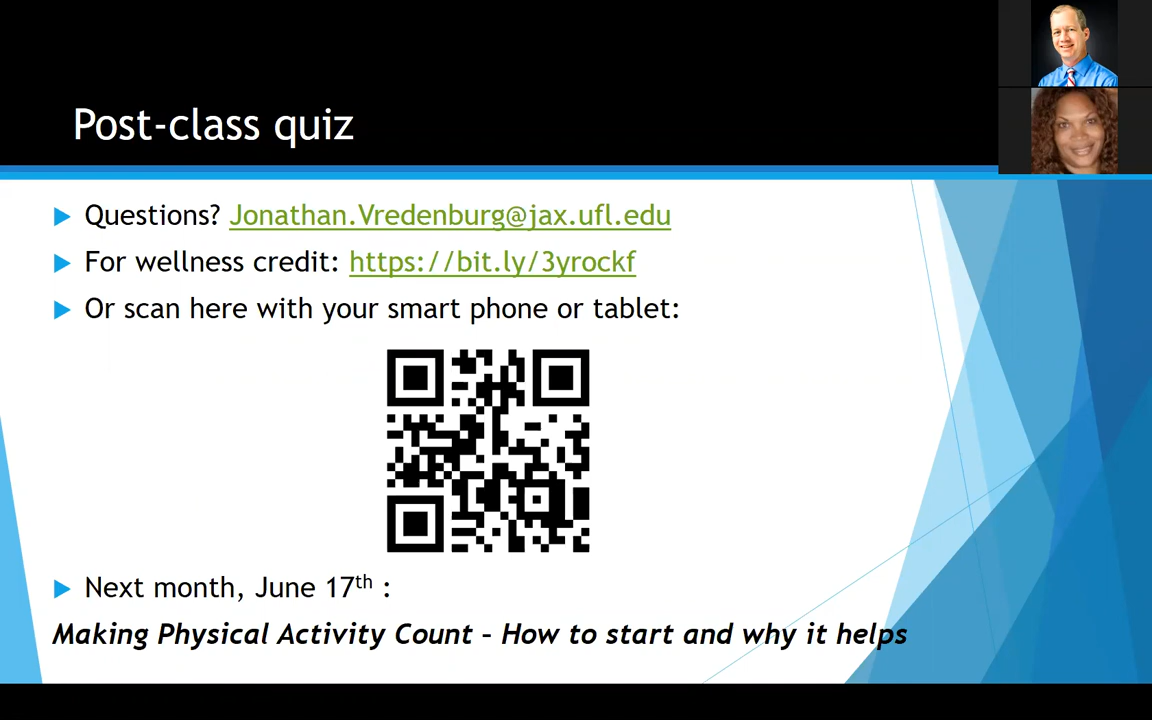 Post-class quiz
Questions? Jonathan.Vredenburg@jax.ufl.edu
For wellness credit: https://bit.ly/3yrockf
Or scan here with your smart phone or tablet:
Next month, June 17th :
Making Physical Activity Count – How to start and why it helps